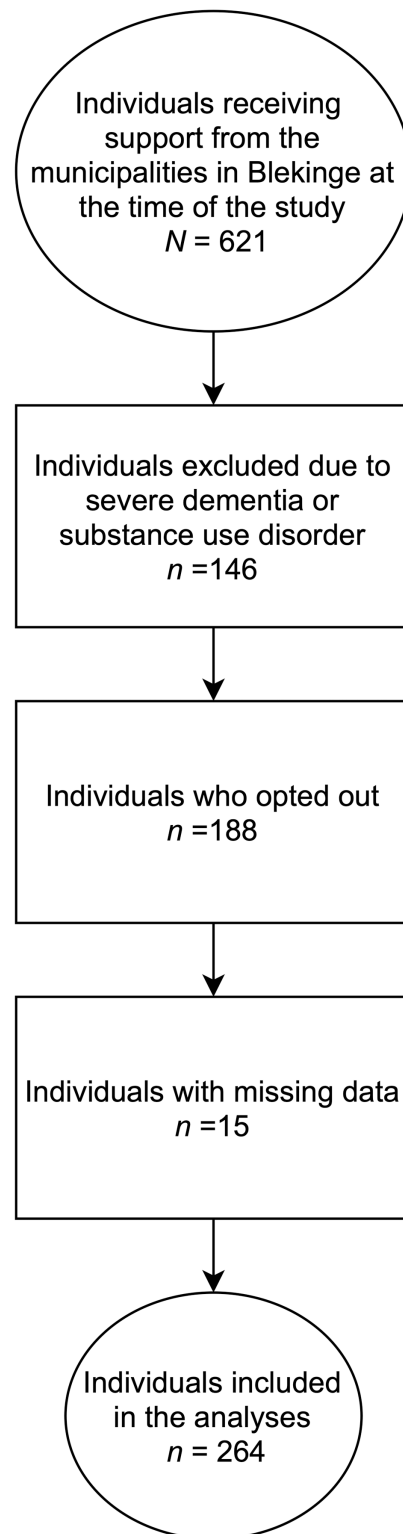 Individuals receiving
support from the
municipalities in Blekinge at
the time of the study
N = 621
Individuals excluded due to
severe dementia or
substance use disorder
n =146
Individuals who opted out
n =188
Individuals with missing data
n =15
Individuals included
in the analyses
n = 264